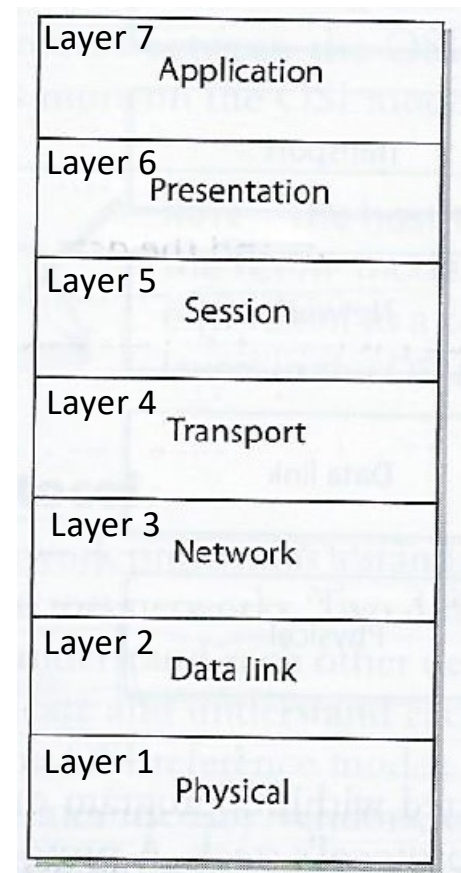 Layer 7
Application
Layer 6
Presentation
Layer 5
Session
Layer 4
Transport
Layer 3
Network
Layer 2
Data link
Layer 1
Physical